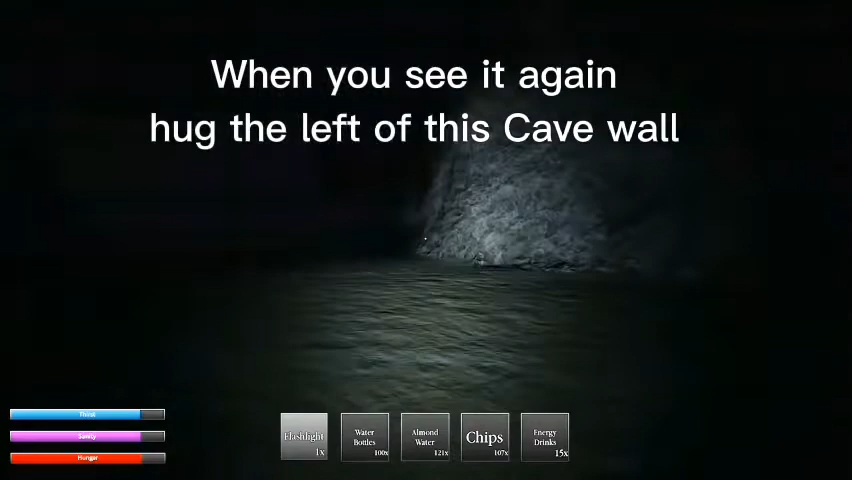 When you see it again
hug the left of this Cave wall
Thirst
Sanity
Hunger
Flashlight
1x
Water
Bottles
100x
Almond
Water
121x
Chips
107x
Energy
Drinks
15x